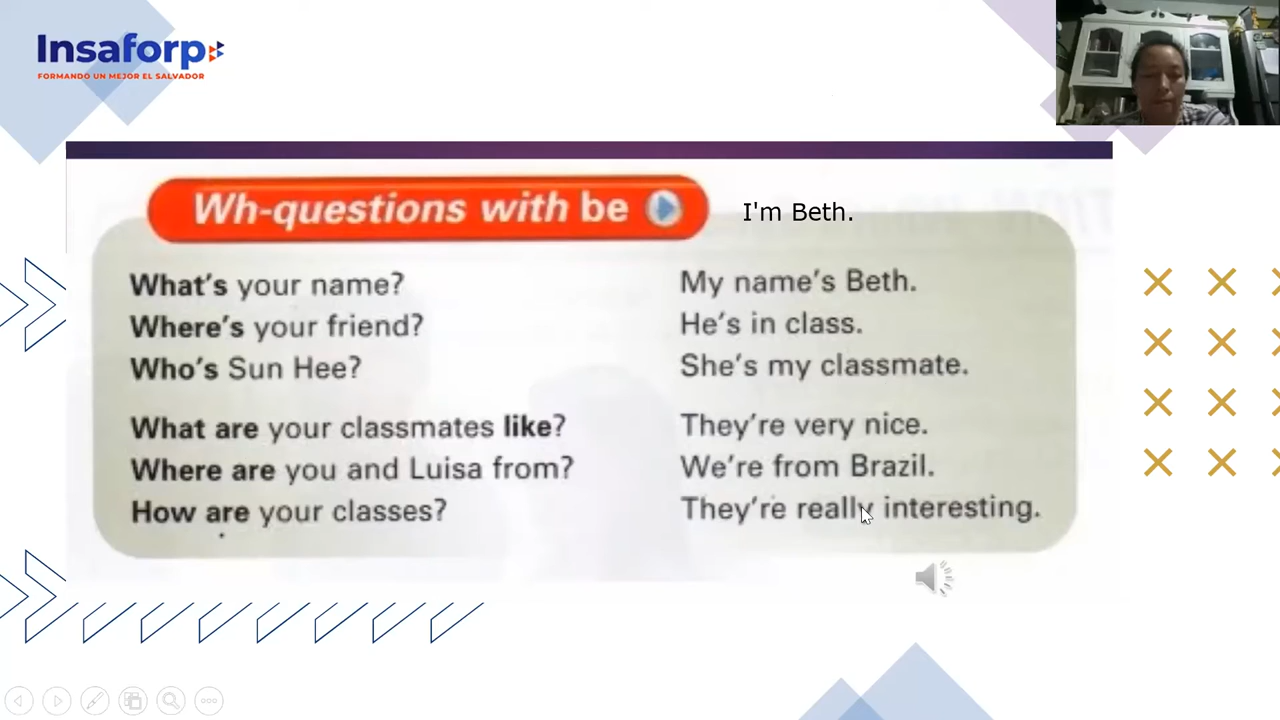 Insaforp
FORMANDO UN MEJOR EL SALVADOR
Wh-questions with be
I'm Beth.
What's your name? My name's Beth.
Where's your friend? He's in class.
Who's Sun Hee? She's my classmate.
What are your classmates like? They're very nice.
Where are you and Luisa from? We're from Brazil.
How are your classes? They're really interesting.